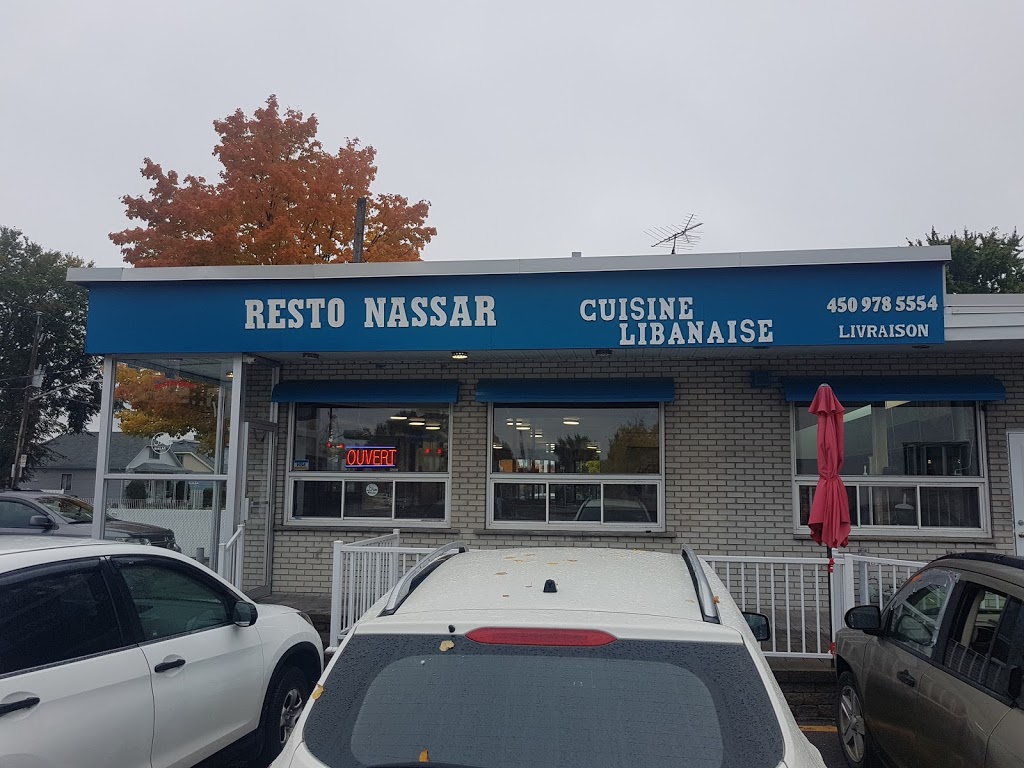 RESTO NASSAR
CUISINE
LIBANAISE
450 978 5554
LIVRAISON
OUVERT